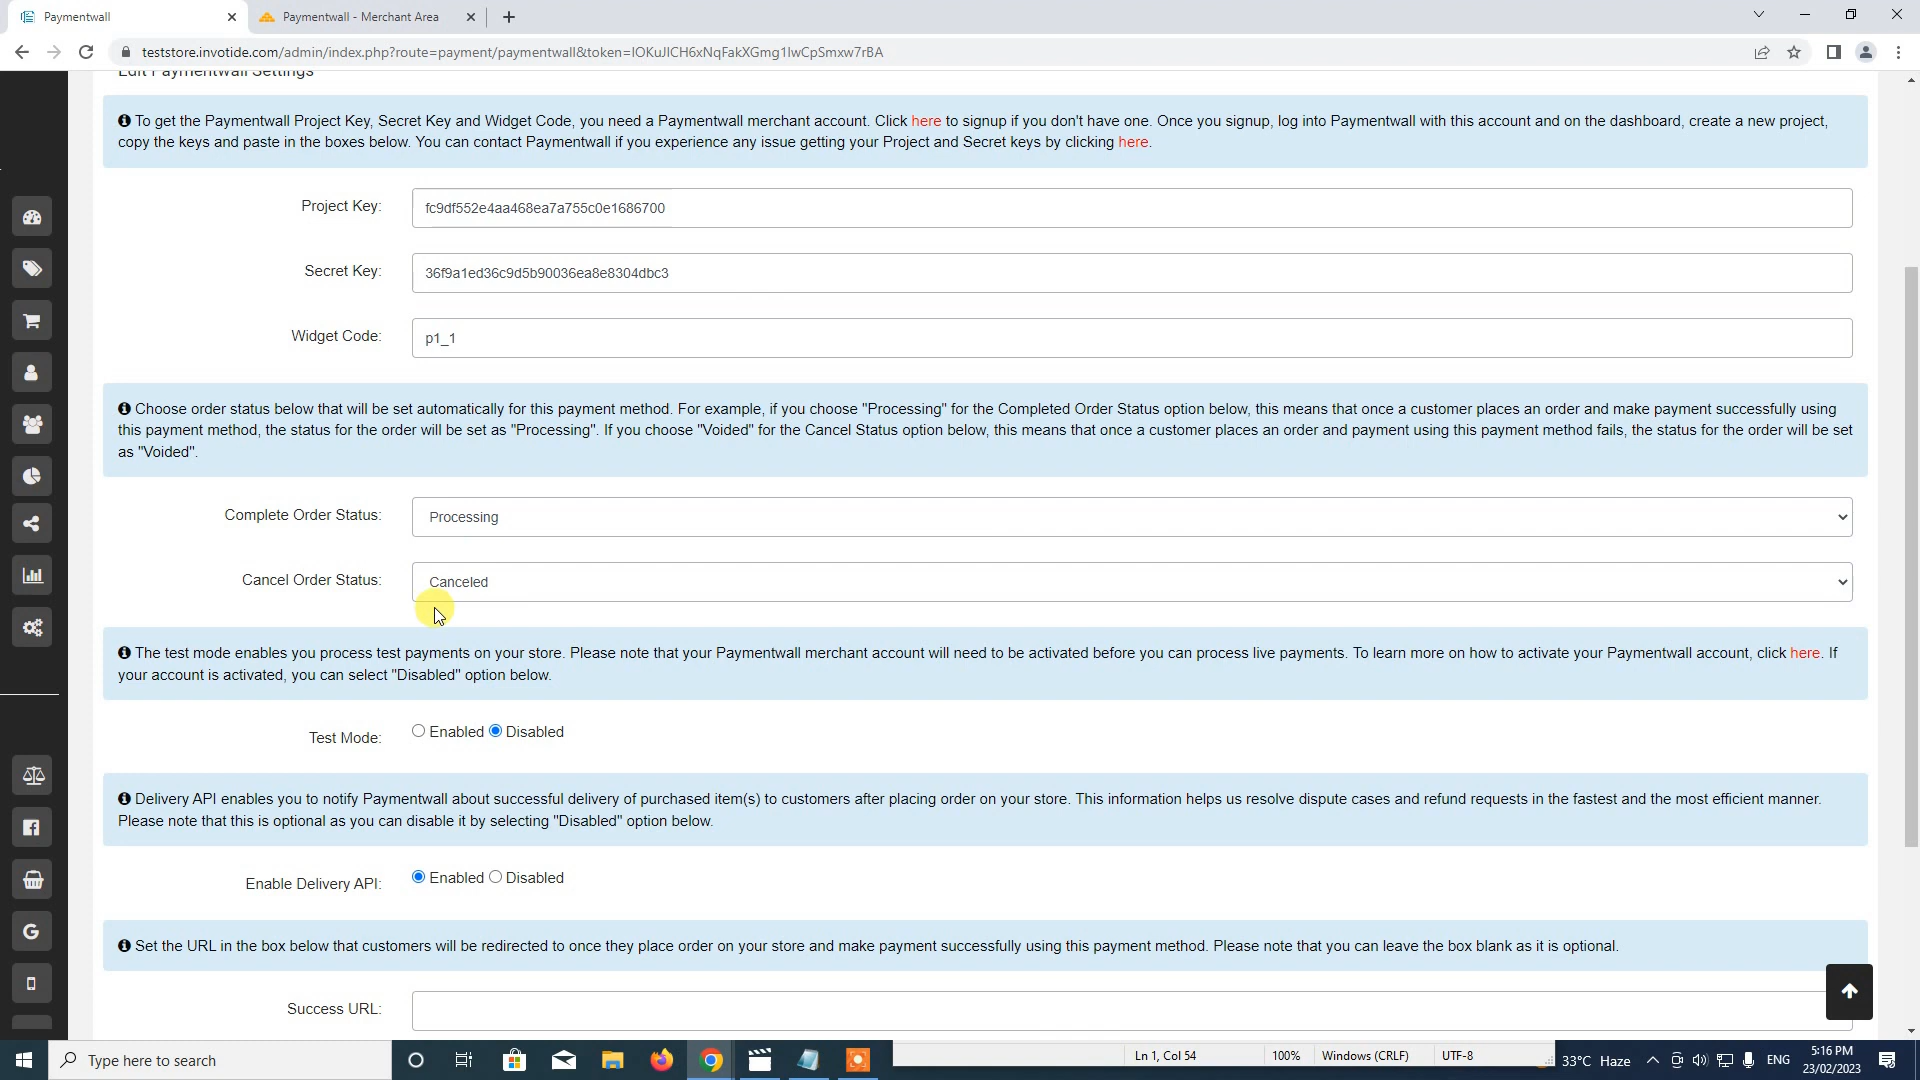 Paymentwall
Paymentwall - Merchant Area
teststore.invotide.com/admin/index.php?route=payment/paymentwall&token=IOKuJlCH6xNqFakXGmg1lwCpSmxw7rBA
Edit Paymentwall Settings
To get the Paymentwall Project Key, Secret Key and Widget Code, you need a Paymentwall merchant account. Click here to signup if you don't have one. Once you signup, log into Paymentwall with this account and on the dashboard, create a new project,
copy the keys and paste in the boxes below. You can contact Paymentwall if you experience any issue getting your Project and Secret keys by clicking here.
Project Key: fc9df552e4aa468ea7a755c0e1686700
Secret Key: 36f9a1ed36c9d5b90036ea8e8304dbc3
Widget Code: p1_1
Choose order status below that will be set automatically for this payment method. For example, if you choose "Processing" for the Completed Order Status option below, this means that once a customer places an order and make payment successfully using
this payment method, the status for the order will be set as "Processing". If you choose "Voided" for the Cancel Status option below, this means that once a customer places an order and payment using this payment method fails, the status for the order will be set
as "Voided".
Complete Order Status: Processing
Cancel Order Status: Canceled
The test mode enables you process test payments on your store. Please note that your Paymentwall merchant account will need to be activated before you can process live payments. To learn more on how to activate your Paymentwall account, click here. If
your account is activated, you can select "Disabled" option below.
Test Mode: Enabled Disabled
Delivery API enables you to notify Paymentwall about successful delivery of purchased item(s) to customers after placing order on your store. This information helps us resolve dispute cases and refund requests in the fastest and the most efficient manner.
Please note that this is optional as you can disable it by selecting "Disabled" option below.
Enable Delivery API: Enabled Disabled
Set the URL in the box below that customers will be redirected to once they place order on your store and make payment successfully using this payment method. Please note that you can leave the box blank as it is optional.
Success URL:
Type here to search
Ln 1, Col 54 100% Windows (CRLF) UTF-8
33°C Haze
ENG
5:16 PM
23/02/2023